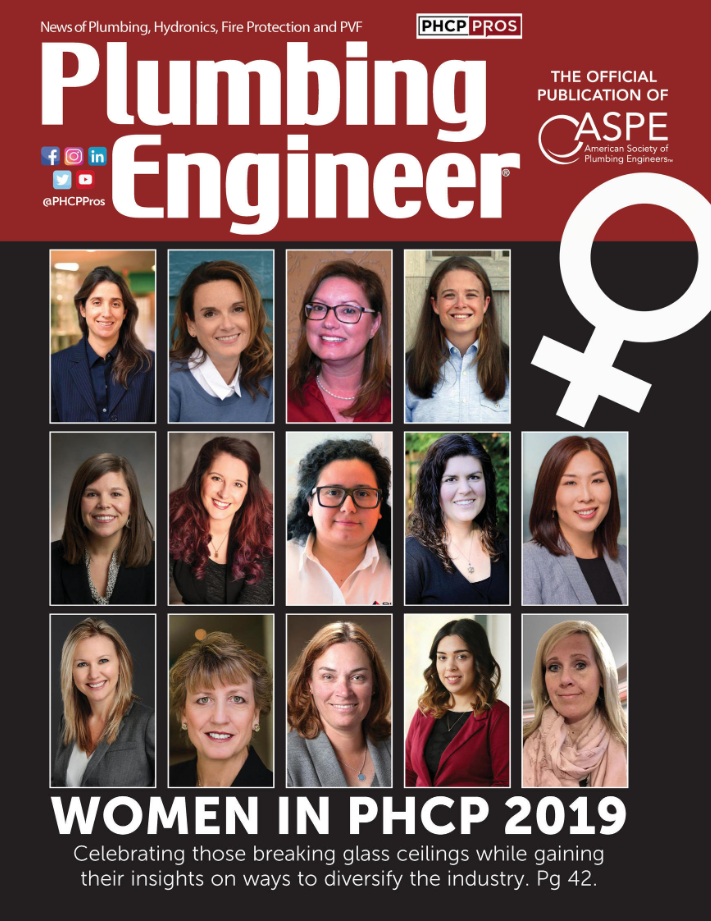 News of Plumbing, Hydronics, Fire Protection and PVF
PHCP PROS
Plumbing
Engineer®
THE OFFICIAL
PUBLICATION OF
ASPE
American Society of
Plumbing Engineers™
@PHCPPros
WOMEN IN PHCP 2019
Celebrating those breaking glass ceilings while gaining
their insights on ways to diversify the industry. Pg 42.